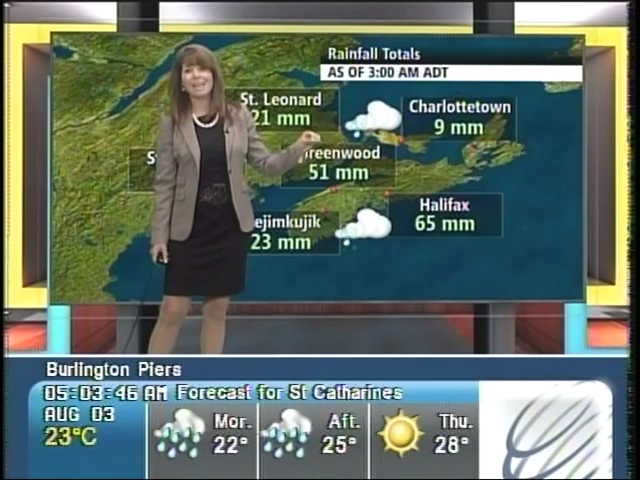 Rainfall Totals
AS OF 3:00 AM ADT
St. Leonard
21 mm
Charlottetown
9 mm
Greenwood
51 mm
Halifax
65 mm
ejimkujik
23 mm
Burlington Piers
05:03:46 AM Forecast for St Catharines
AUG 03
23°C
Mor.
22°
Aft.
25°
Thu.
28°